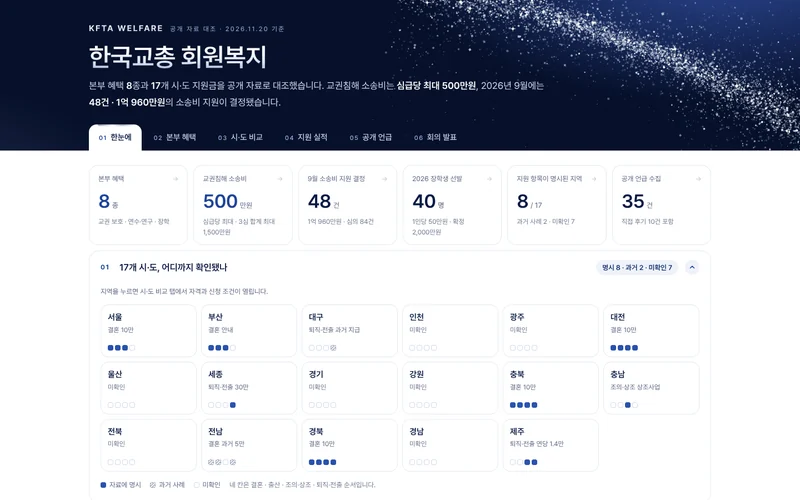 KFTA WELFARE 공개 자료 대조 · 2026.11.20 기준
한국교총 회원복지
본부 혜택 8종과 17개 시·도 지원금을 공개 자료로 대조했습니다. 교권침해 소송비는 심급당 최대 500만원, 2026년 9월에는
48건 · 1억 960만원의 소송비 지원이 결정됐습니다.
01 한눈에
02 본부 혜택
03 시·도 비교
04 지원 실적
05 공개 언급
06 회의 발표
본부 혜택 →
8 종
교권 보호 · 연수·연구 · 장학
교권침해 소송비 →
500 만원
심급당 최대 · 3심 합계 최대
1,500만원
9월 소송비 지원 결정 →
48 건
1억 960만원 · 심의 84건
2026 장학생 선발 →
40 명
1인당 50만원 · 확정
2,000만원
지원 항목이 명시된 지역 →
8 / 17
과거 사례 2 · 미확인 7
공개 언급 수집 →
35 건
직접 후기 10건 포함
01 17개 시·도, 어디까지 확인됐나
명시 8 · 과거 2 · 미확인 7
지역을 누르면 시·도 비교 탭에서 자격과 신청 조건이 열립니다.
서울
결혼 10만
부산
결혼 안내
대구
퇴직·전출 과거 지급
인천
미확인
광주
미확인
대전
결혼 10만
울산
미확인
세종
퇴직·전출 30만
경기
미확인
강원
미확인
충북
결혼 10만
충남
조의·상조 상조사업
전북
미확인
전남
결혼 과거 5만
경북
결혼 10만
경남
미확인
제주
퇴직·전출 연당 1.4만
자료에 명시 과거 사례 미확인 네 칸은 결혼 · 출산 · 조의·상조 · 퇴직·전출 순서입니다.